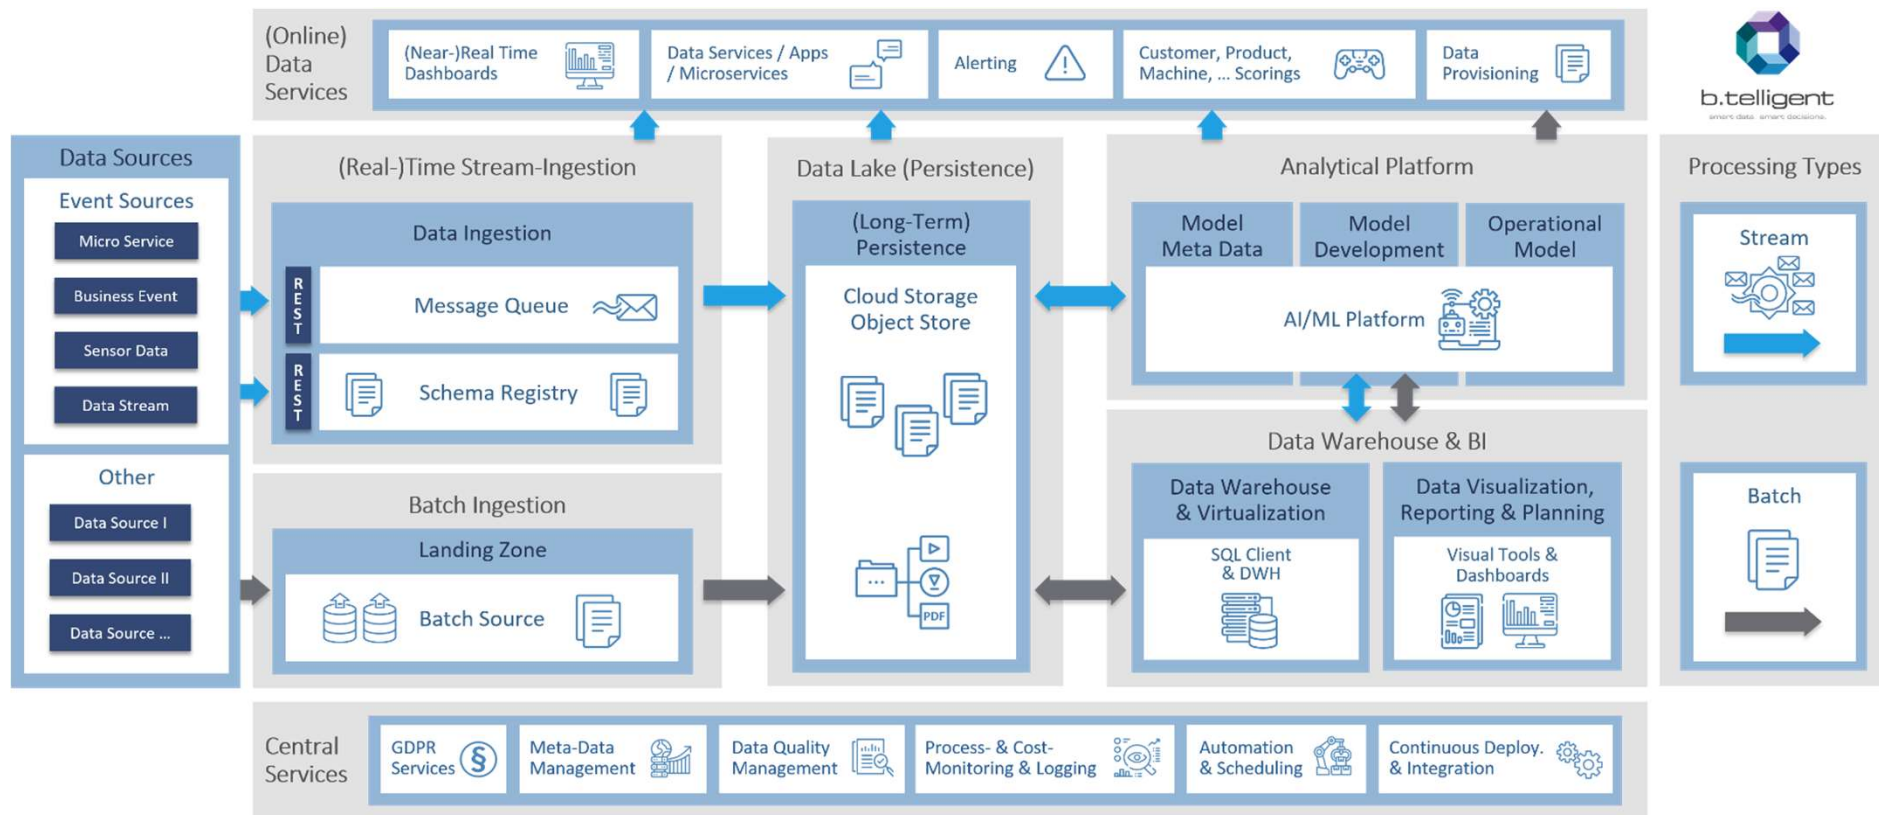 (Online)
Data
Services
(Near-)Real Time
Dashboards
Data Services / Apps
/ Microservices
Alerting
Customer, Product,
Machine, ... Scorings
Data
Provisioning
b.telligent
smart data. smart decisions.
Data Sources
Event Sources
Micro Service
Business Event
Sensor Data
Data Stream
Other
Data Source I
Data Source II
Data Source ...
(Real-)Time Stream-Ingestion
Data Ingestion
REST
Message Queue
REST
Schema Registry
Batch Ingestion
Landing Zone
Batch Source
Data Lake (Persistence)
(Long-Term)
Persistence
Cloud Storage
Object Store
...
PDF
Analytical Platform
Model
Meta Data
Model
Development
Operational
Model
AI/ML Platform
Data Warehouse & BI
Data Warehouse
& Virtualization
SQL Client
& DWH
Data Visualization,
Reporting & Planning
Visual Tools &
Dashboards
Processing Types
Stream
Batch
Central
Services
GDPR
Services
§
Meta-Data
Management
Data Quality
Management
Process- & Cost-
Monitoring & Logging
Automation
& Scheduling
Continuous Deploy.
& Integration